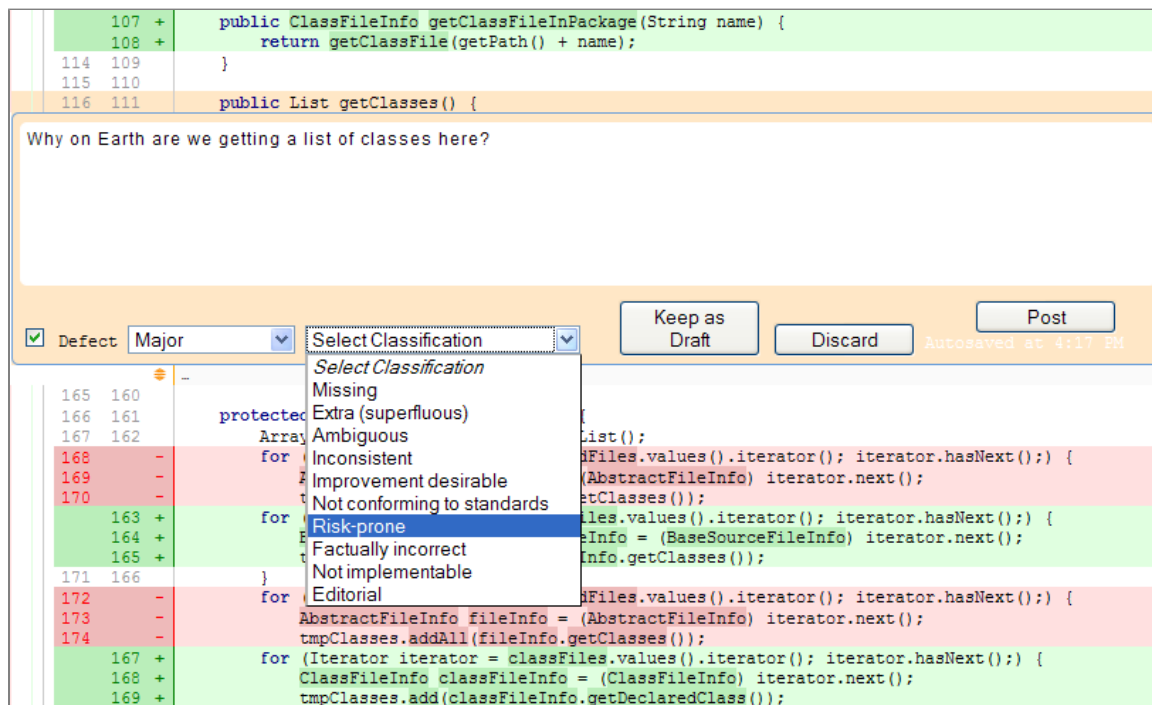 107 + public ClassFileInfo getClassFileInPackage(String name) {
108 + return getClassFile(getPath() + name);
114 109 }
115 110
116 111 public List getClasses() {
Why on Earth are we getting a list of classes here?
Defect Major Select Classification Keep as Draft Discard Post
Autosaved at 4:17 PM
Select Classification
Missing
Extra (superfluous)
Ambiguous
Inconsistent
Improvement desirable
Not conforming to standards
Risk-prone
Factually incorrect
Not implementable
Editorial
...
165 160
166 161 protected {
167 162 Array List();
168 - for ( dFiles.values().iterator(); iterator.hasNext();) {
169 - A (AbstractFileInfo) iterator.next();
170 - t etClasses());
163 + for ( iles.values().iterator(); iterator.hasNext();) {
164 + B eInfo = (BaseSourceFileInfo) iterator.next();
165 + t Info.getClasses());
171 166 }
172 - for ( dFiles.values().iterator(); iterator.hasNext();) {
173 - AbstractFileInfo fileInfo = (AbstractFileInfo) iterator.next();
174 - tmpClasses.addAll(fileInfo.getClasses());
167 + for (Iterator iterator = classFiles.values().iterator(); iterator.hasNext();) {
168 + ClassFileInfo classFileInfo = (ClassFileInfo) iterator.next();
169 + tmpClasses.add(classFileInfo.getDeclaredClass());